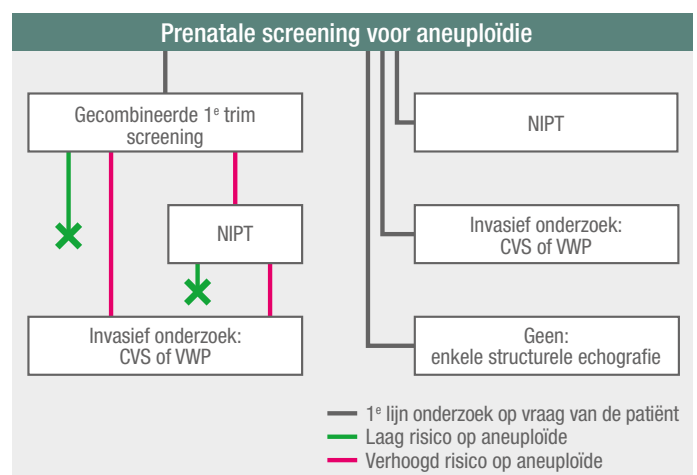 Prenatale screening voor aneuploïdie
Gecombineerde 1e trim
screening
NIPT
Invasief onderzoek:
CVS of VWP
NIPT
Invasief onderzoek:
CVS of VWP
Geen:
enkele structurele echografie
1e lijn onderzoek op vraag van de patiënt
Laag risico op aneuploïde
Verhoogd risico op aneuploïde